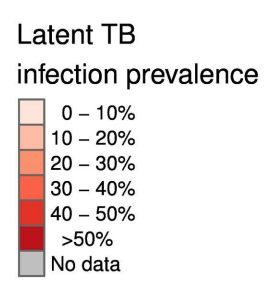 Latent TB
infection prevalence
0 – 10%
10 – 20%
20 – 30%
30 – 40%
40 – 50%
>50%
No data